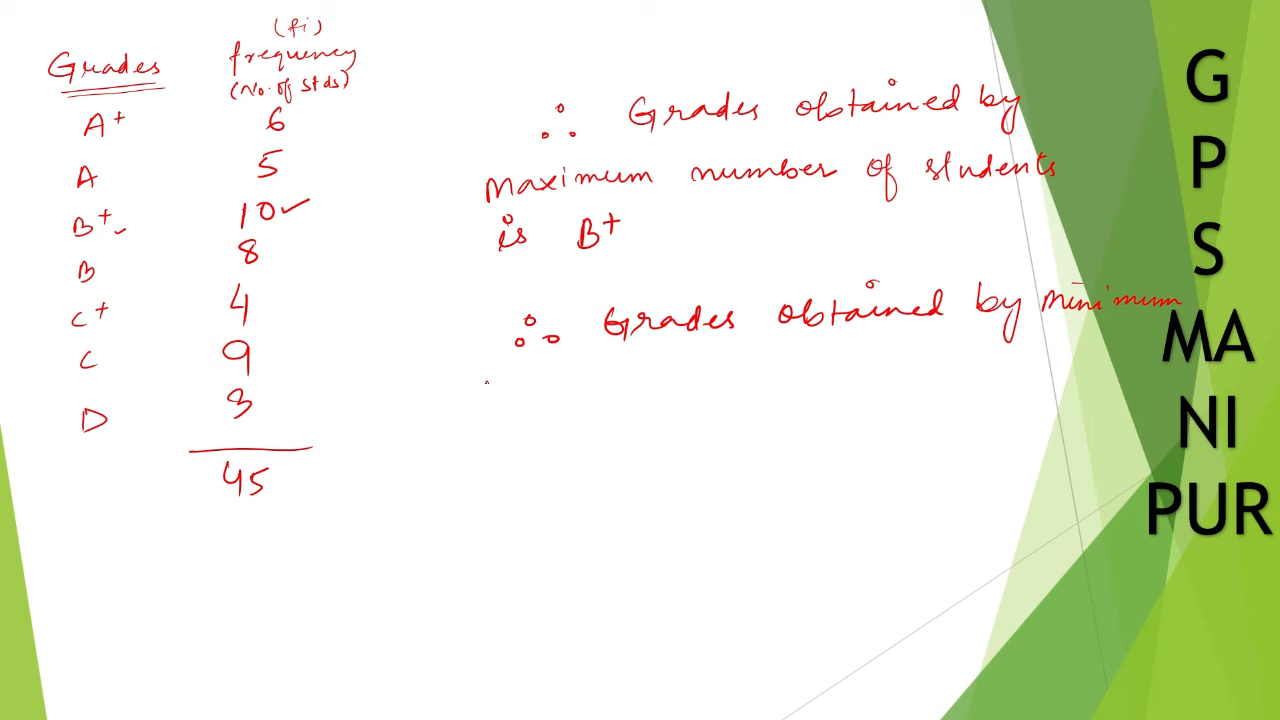 (fi)
Grades frequency
(No. of stds)
A+ 6
A 5
B+ 10
B 8
C+ 4
C 9
D 3
45
∴ Grades obtained by
maximum number of students
is B+
∴ Grades obtained by minimum
G
P
S
MA
NI
PUR